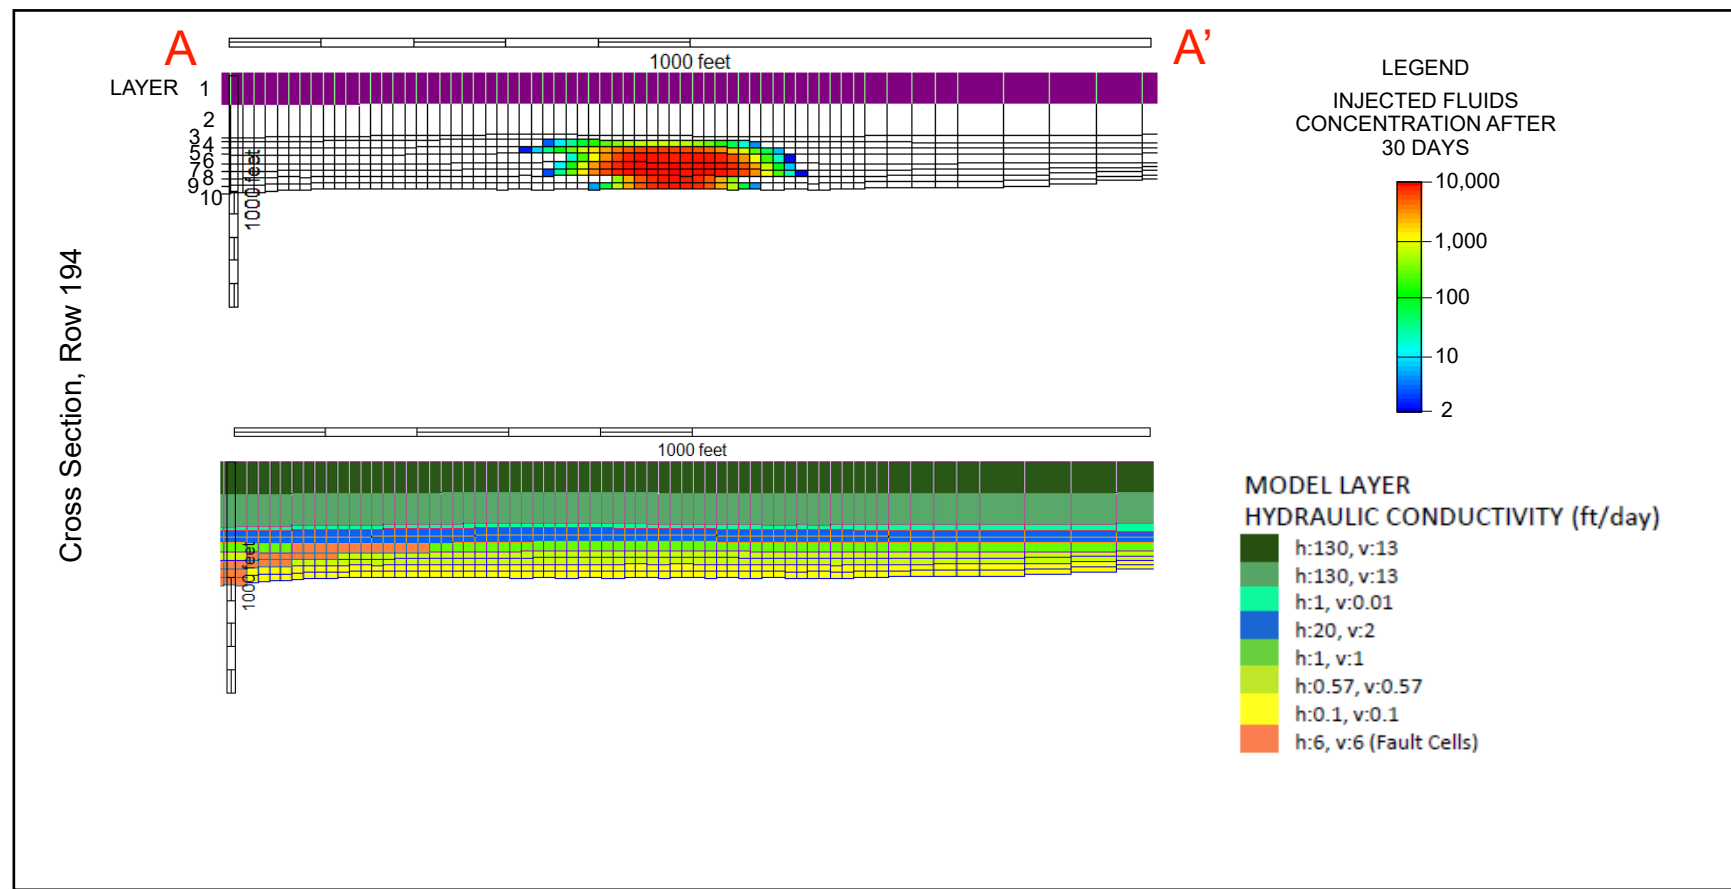 A
A'
1000 feet
LAYER 1
2
3
4
5
6
7
8
9
10
1000 feet
Cross Section, Row 194
1000 feet
1000 feet
LEGEND
INJECTED FLUIDS
CONCENTRATION AFTER
30 DAYS
10,000
1,000
100
10
2
MODEL LAYER
HYDRAULIC CONDUCTIVITY (ft/day)
h:130, v:13
h:130, v:13
h:1, v:0.01
h:20, v:2
h:1, v:1
h:0.57, v:0.57
h:0.1, v:0.1
h:6, v:6 (Fault Cells)